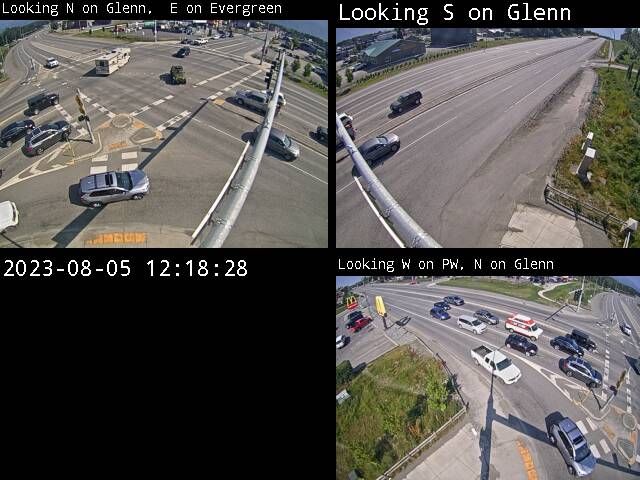 Looking N on Glenn,  E on Evergreen
Looking S on Glenn
2023-08-05 12:18:28
Looking W on PW, N on Glenn